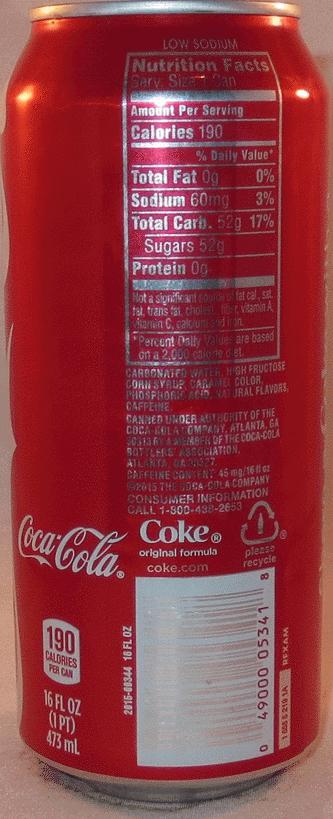 LOW SODIUM
Nutrition Facts
Serv. Size 1 Can
Amount Per Serving
Calories 190
% Daily Value*
Total Fat 0g 0%
Sodium 60mg 3%
Total Carb. 52g 17%
Sugars 52g
Protein 0g
Not a significant source of fat cal., sat.
fat, trans fat, cholest., fiber, vitamin A,
vitamin C, calcium and iron.
*Percent Daily Values are based
on a 2,000 calorie diet.
CARBONATED WATER, HIGH FRUCTOSE
CORN SYRUP, CARAMEL COLOR,
PHOSPHORIC ACID, NATURAL FLAVORS,
CAFFEINE.
CANNED UNDER AUTHORITY OF THE
COCA-COLA COMPANY, ATLANTA, GA
30313 BY A MEMBER OF THE COCA-COLA
BOTTLERS' ASSOCIATION,
ATLANTA, GA 30327.
CAFFEINE CONTENT: 45 mg/16 fl oz
©2015 THE COCA-COLA COMPANY
CONSUMER INFORMATION
CALL 1-800-438-2653
Coca-Cola®
Coke®
original formula
coke.com
please
recycle
190
CALORIES
PER CAN
16 FL OZ
(1 PT)
473 mL
2015-00344 16 FL OZ
0 49000 05341 8
REXAM